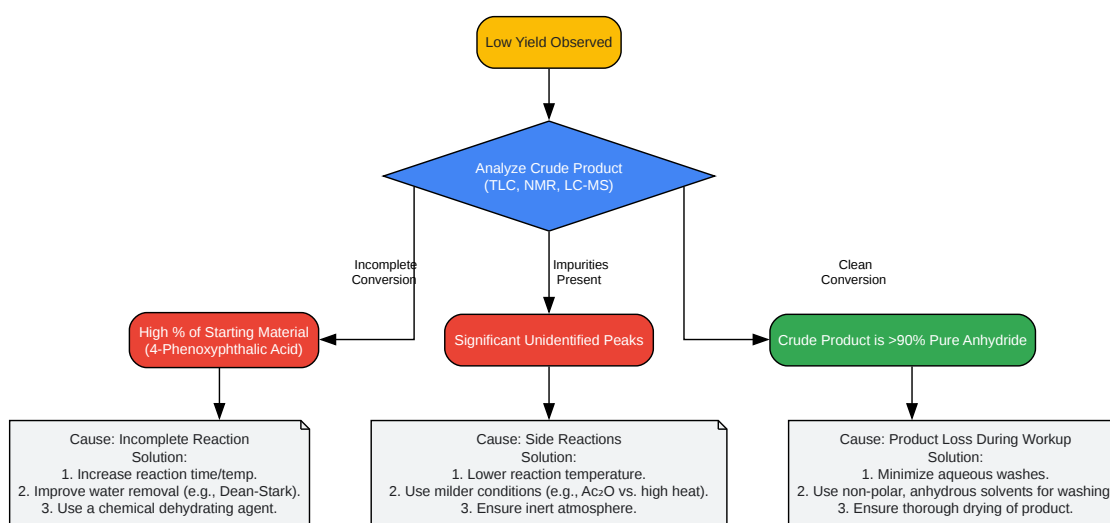 Low Yield Observed
Analyze Crude Product
(TLC, NMR, LC-MS)
Incomplete
Conversion
Impurities
Present
Clean
Conversion
High % of Starting Material
(4-Phenoxyphthalic Acid)
Significant Unidentified Peaks
Crude Product is >90% Pure Anhydride
Cause: Incomplete Reaction
Solution:
1. Increase reaction time/temp.
2. Improve water removal (e.g., Dean-Stark).
3. Use a chemical dehydrating agent.
Cause: Side Reactions
Solution:
1. Lower reaction temperature.
2. Use milder conditions (e.g., Ac₂O vs. high heat).
3. Ensure inert atmosphere.
Cause: Product Loss During Workup
Solution:
1. Minimize aqueous washes.
2. Use non-polar, anhydrous solvents for washing
3. Ensure thorough drying of product.